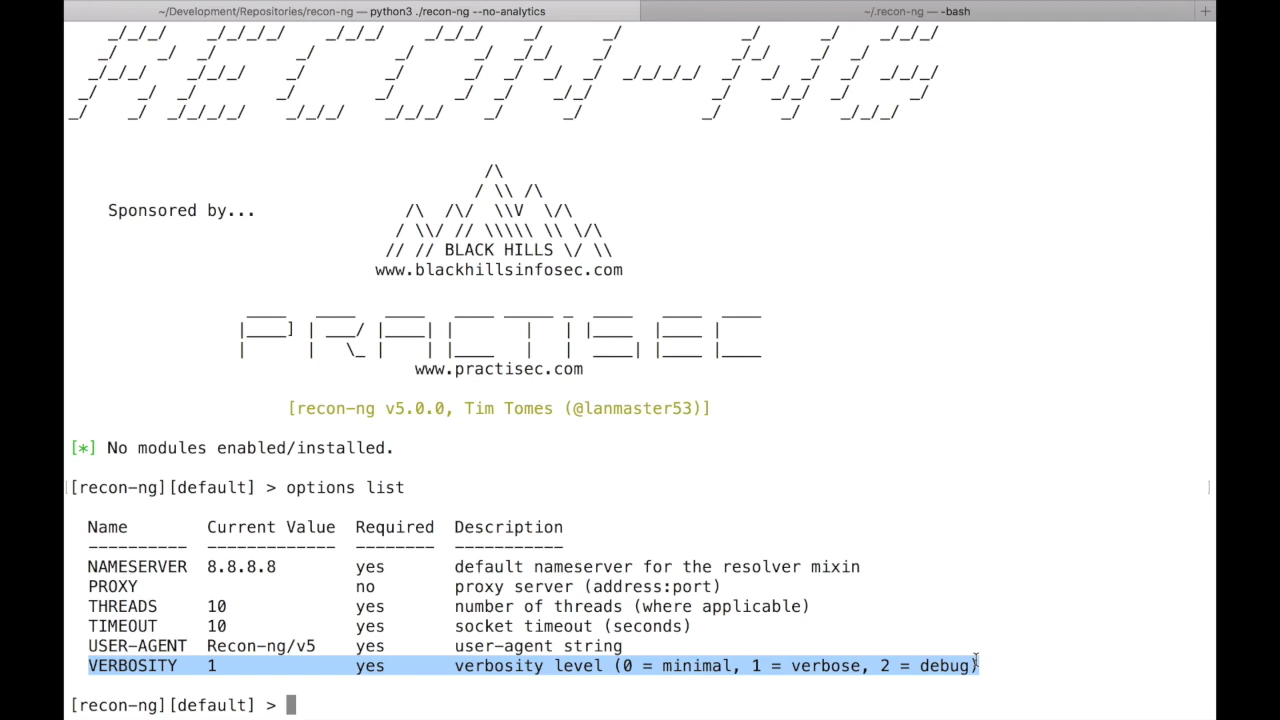 ~/Development/Repositories/recon-ng — python3 ./recon-ng --no-analytics
~/.recon-ng — -bash
RECON-NG
Sponsored by...
BLACK HILLS
www.blackhillsinfosec.com
PRACTISEC
www.practisec.com
[recon-ng v5.0.0, Tim Tomes (@lanmaster53)]
[*] No modules enabled/installed.
[recon-ng][default] > options list
Name Current Value Required Description
---------- ------------- -------- -----------
NAMESERVER 8.8.8.8 yes default nameserver for the resolver mixin
PROXY no proxy server (address:port)
THREADS 10 yes number of threads (where applicable)
TIMEOUT 10 yes socket timeout (seconds)
USER-AGENT Recon-ng/v5 yes user-agent string
VERBOSITY 1 yes verbosity level (0 = minimal, 1 = verbose, 2 = debug)
[recon-ng][default] >